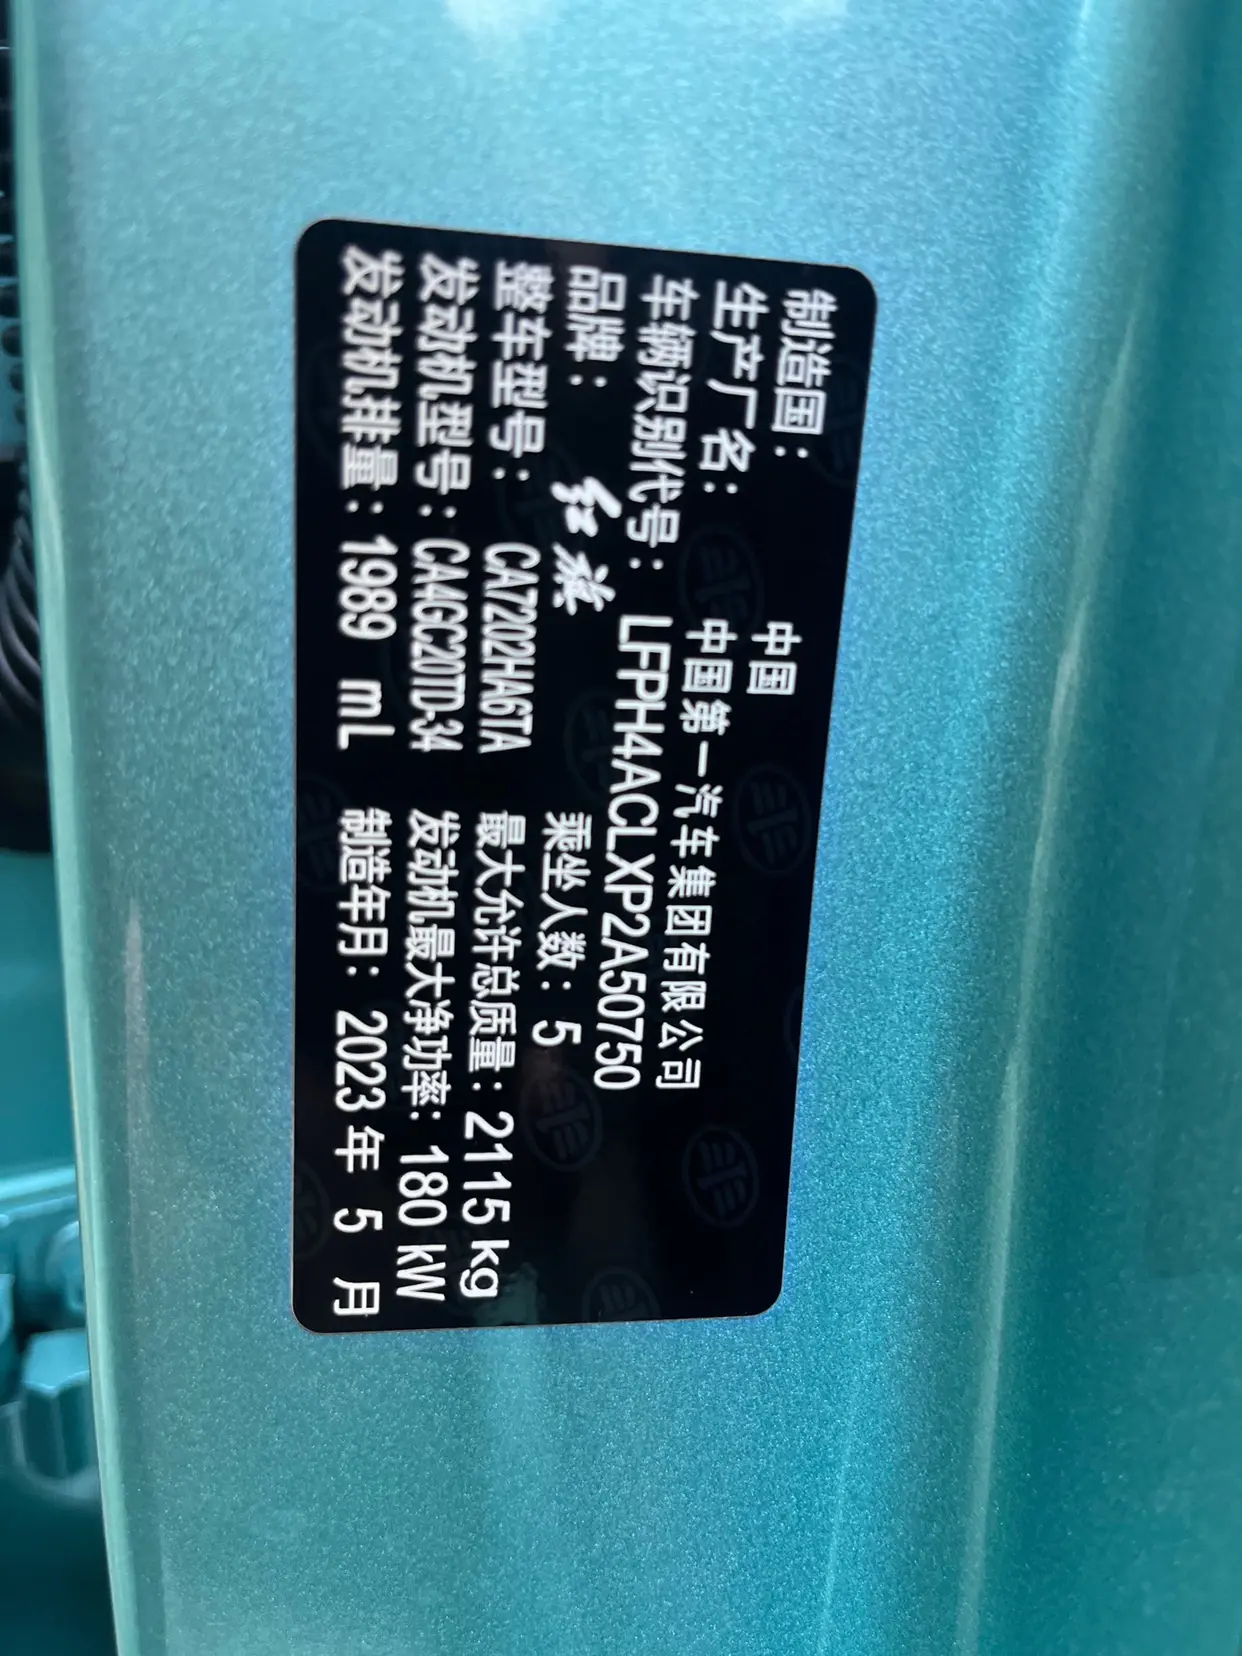 制造国： 中国
生产厂名： 中国第一汽车集团有限公司
车辆识别代号： LFPH4ACLXP2A50750
品牌： 红旗 乘坐人数：5
整车型号：CA7202HA6TA 最大允许总质量：2115 kg
发动机型号：CA4GC20TD-34 发动机最大净功率：180 kW
发动机排量：1989 mL 制造年月：2023 年 5 月